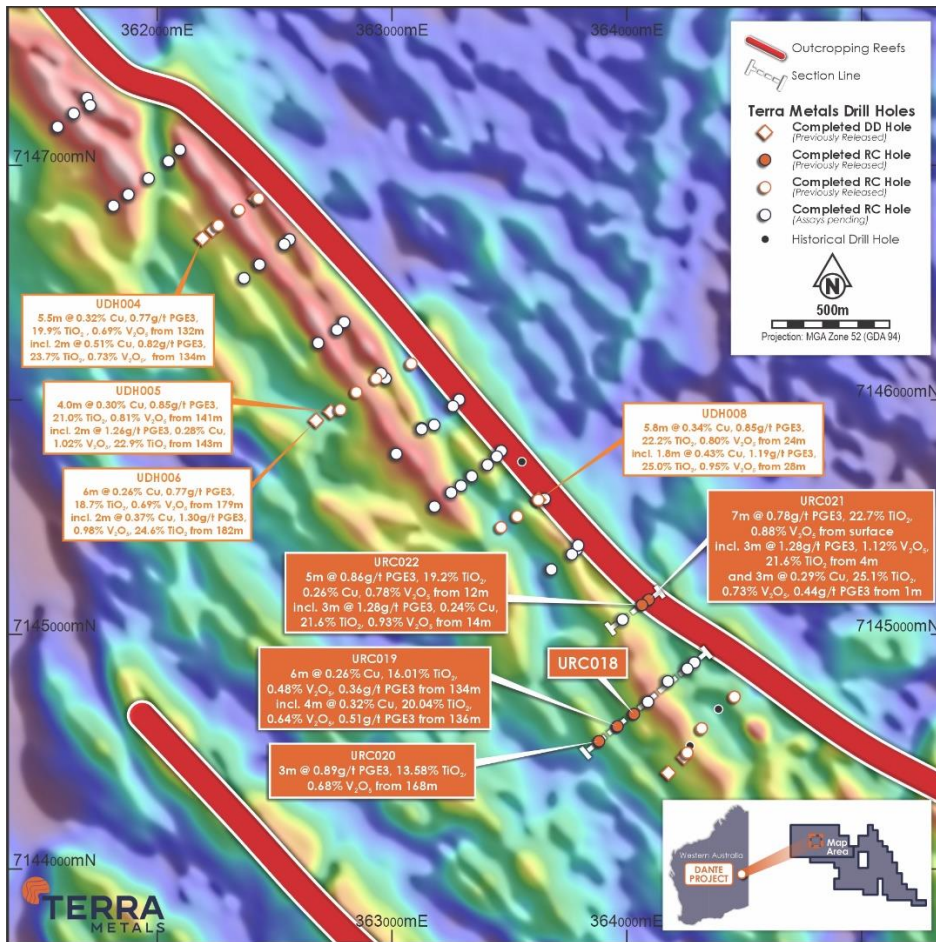 362000mE
363000mE
364000mE
7147000mN
7146000mN
7145000mN
7145000mN
7144000mN
363000mE
364000mE
Outcropping Reefs
Section Line
Terra Metals Drill Holes
Completed DD Hole
(Previously Released)
Completed RC Hole
(Previously Released)
Completed RC Hole
(Previously Released)
Completed RC Hole
(Assays pending)
Historical Drill Hole
N
500m
Projection: MGA Zone 52 (GDA 94)
UDH004
5.5m @ 0.32% Cu, 0.77g/t PGE3,
19.9% TiO₂ , 0.69% V₂O₅ from 132m
incl. 2m @ 0.51% Cu, 0.82g/t PGE3,
23.7% TiO₂, 0.73% V₂O₅, from 134m
UDH005
4.0m @ 0.30% Cu, 0.85g/t PGE3,
21.0% TiO₂, 0.81% V₂O₅ from 141m
incl. 2m @ 1.26g/t PGE3, 0.28% Cu,
1.02% V₂O₅, 22.9% TiO₂ from 143m
UDH006
6m @ 0.26% Cu, 0.77g/t PGE3,
18.7% TiO₂, 0.69% V₂O₅ from 179m
incl. 2m @ 0.37% Cu, 1.30g/t PGE3,
0.98% V₂O₅, 24.6% TiO₂ from 182m
UDH008
5.8m @ 0.34% Cu, 0.85g/t PGE3,
22.2% TiO₂, 0.80% V₂O₅ from 24m
incl. 1.8m @ 0.43% Cu, 1.19g/t PGE3,
25.0% TiO₂, 0.95% V₂O₅ from 28m
URC021
7m @ 0.78g/t PGE3, 22.7% TiO₂,
0.88% V₂O₅ from surface
incl. 3m @ 1.28g/t PGE3, 1.12% V₂O₅,
21.6% TiO₂ from 4m
and 3m @ 0.29% Cu, 25.1% TiO₂,
0.73% V₂O₅, 0.44g/t PGE3 from 1m
URC022
5m @ 0.86g/t PGE3, 19.2% TiO₂,
0.26% Cu, 0.78% V₂O₅ from 12m
incl. 3m @ 1.28g/t PGE3, 0.24% Cu,
21.6% TiO₂, 0.93% V₂O₅ from 14m
URC019
6m @ 0.26% Cu, 16.01% TiO₂,
0.48% V₂O₅, 0.36g/t PGE3 from 134m
incl. 4m @ 0.32% Cu, 20.04% TiO₂,
0.64% V₂O₅, 0.51g/t PGE3 from 136m
URC018
URC020
3m @ 0.89g/t PGE3, 13.58% TiO₂,
0.68% V₂O₅ from 168m
Western Australia
DANTE
PROJECT
Map
Area
TERRA
METALS